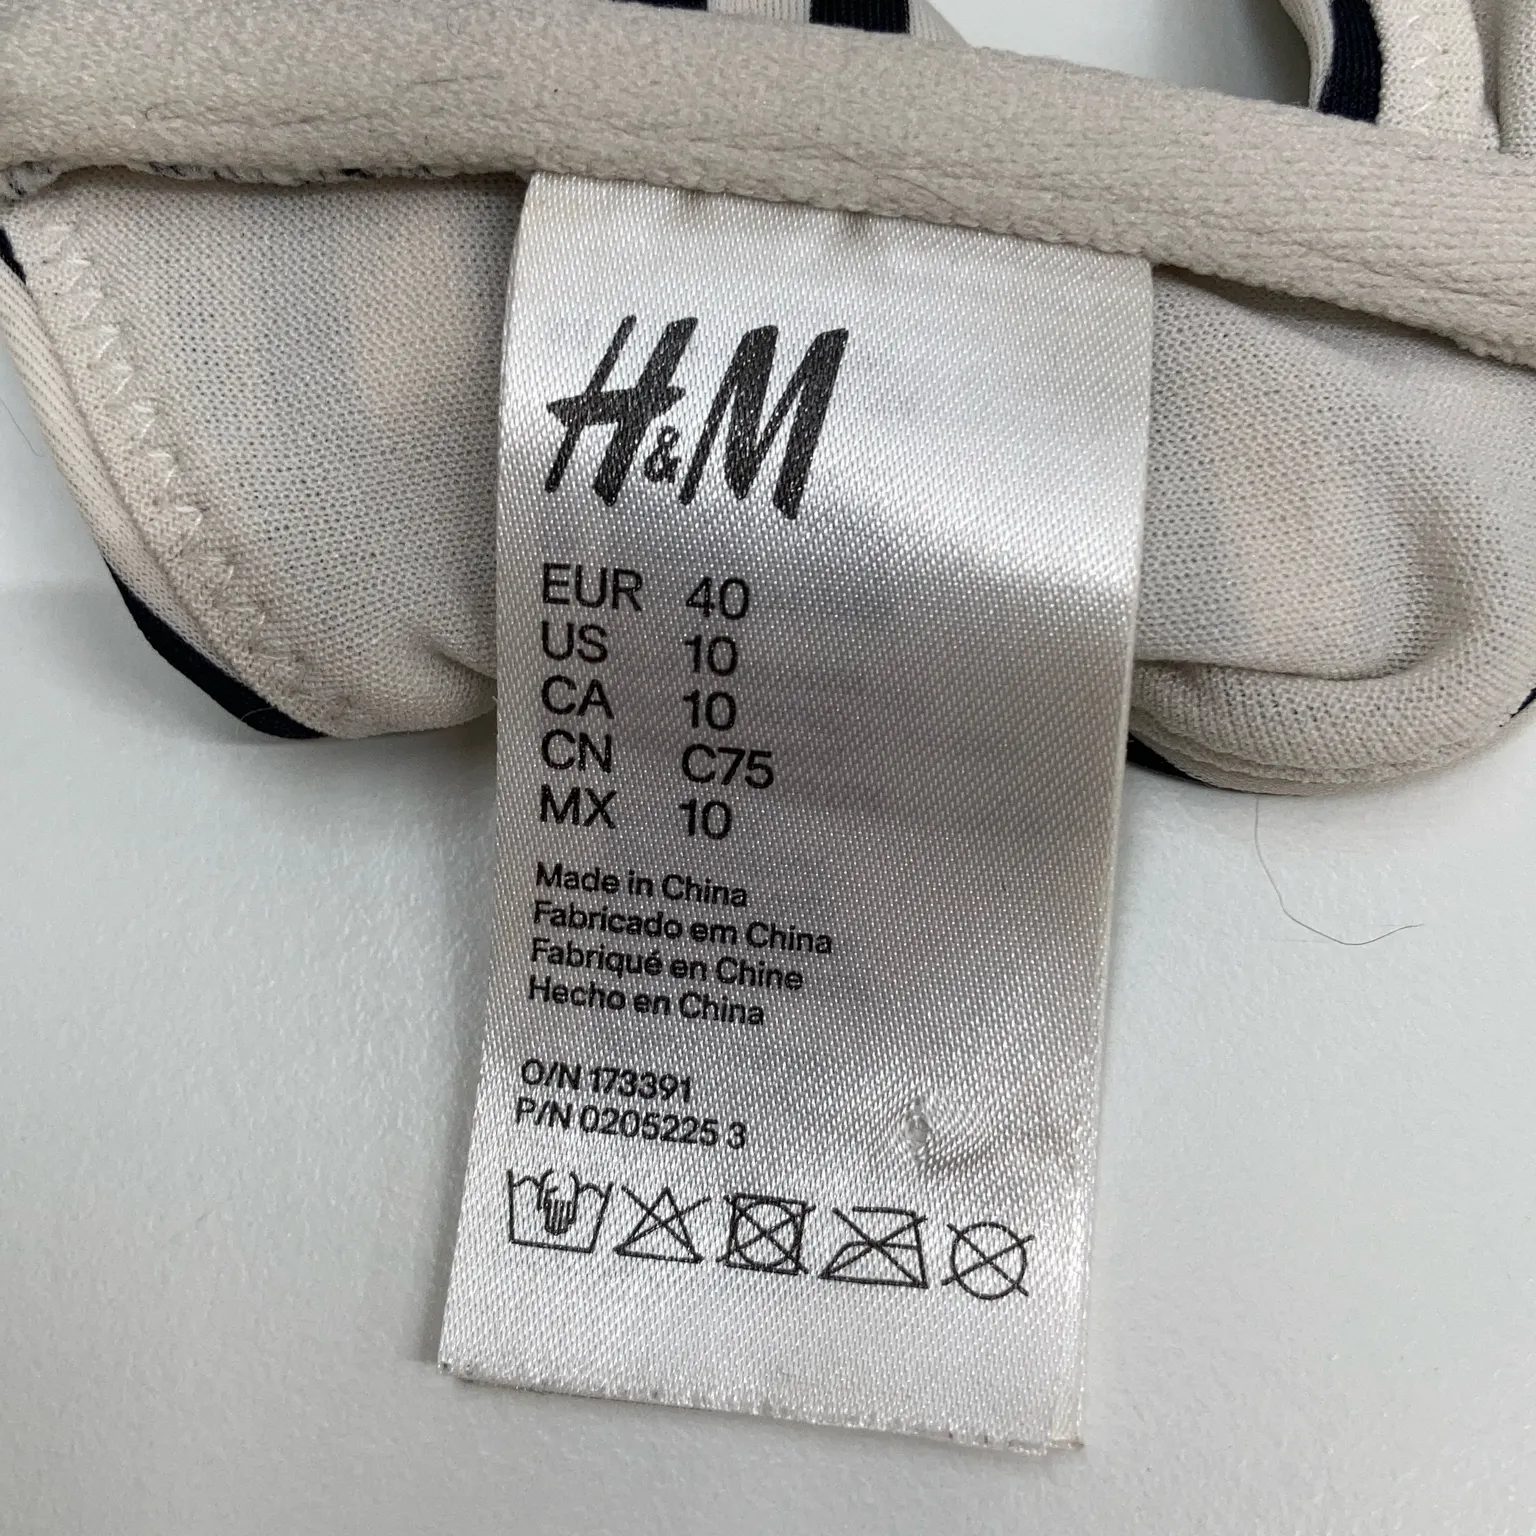 H&M
EUR 40
US 10
CA 10
CN C75
MX 10
Made in China
Fabricado em China
Fabriqué en Chine
Hecho en China
O/N 173391
P/N 0205225 3